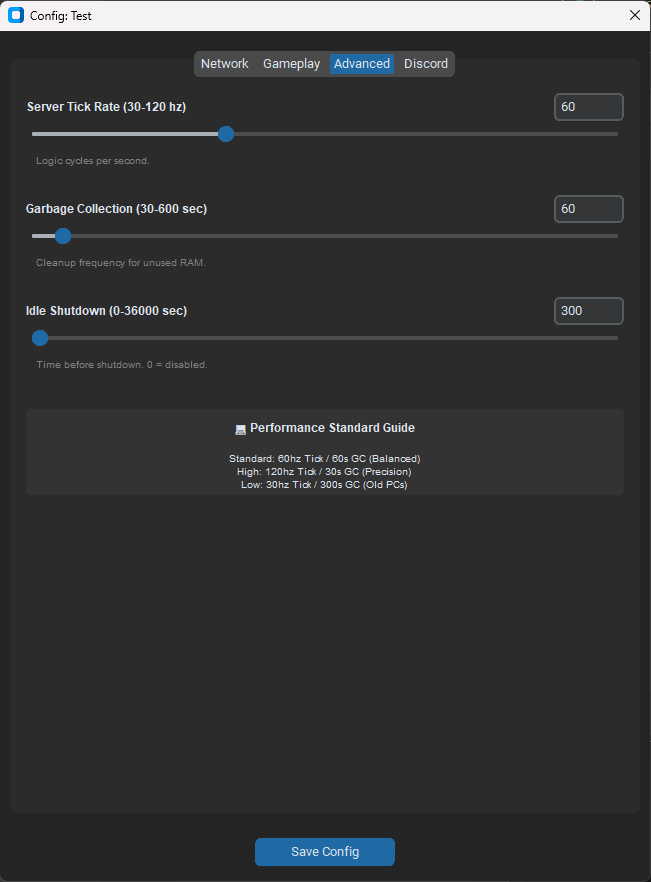 Config: Test
Network Gameplay Advanced Discord
Server Tick Rate (30-120 hz) 60
Logic cycles per second.
Garbage Collection (30-600 sec) 60
Cleanup frequency for unused RAM.
Idle Shutdown (0-36000 sec) 300
Time before shutdown. 0 = disabled.
Performance Standard Guide
Standard: 60hz Tick / 60s GC (Balanced)
High: 120hz Tick / 30s GC (Precision)
Low: 30hz Tick / 300s GC (Old PCs)
Save Config